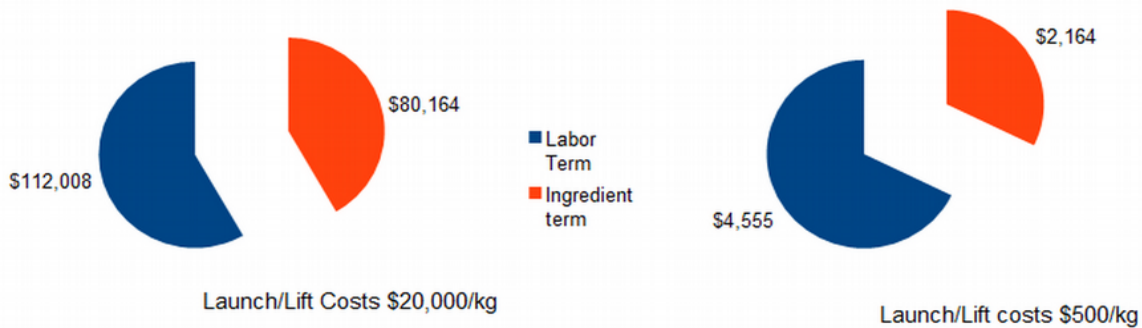 $112,008
$80,164
Labor
Term
Ingredient
term
$4,555
$2,164
Launch/Lift Costs $20,000/kg
Launch/Lift costs $500/kg